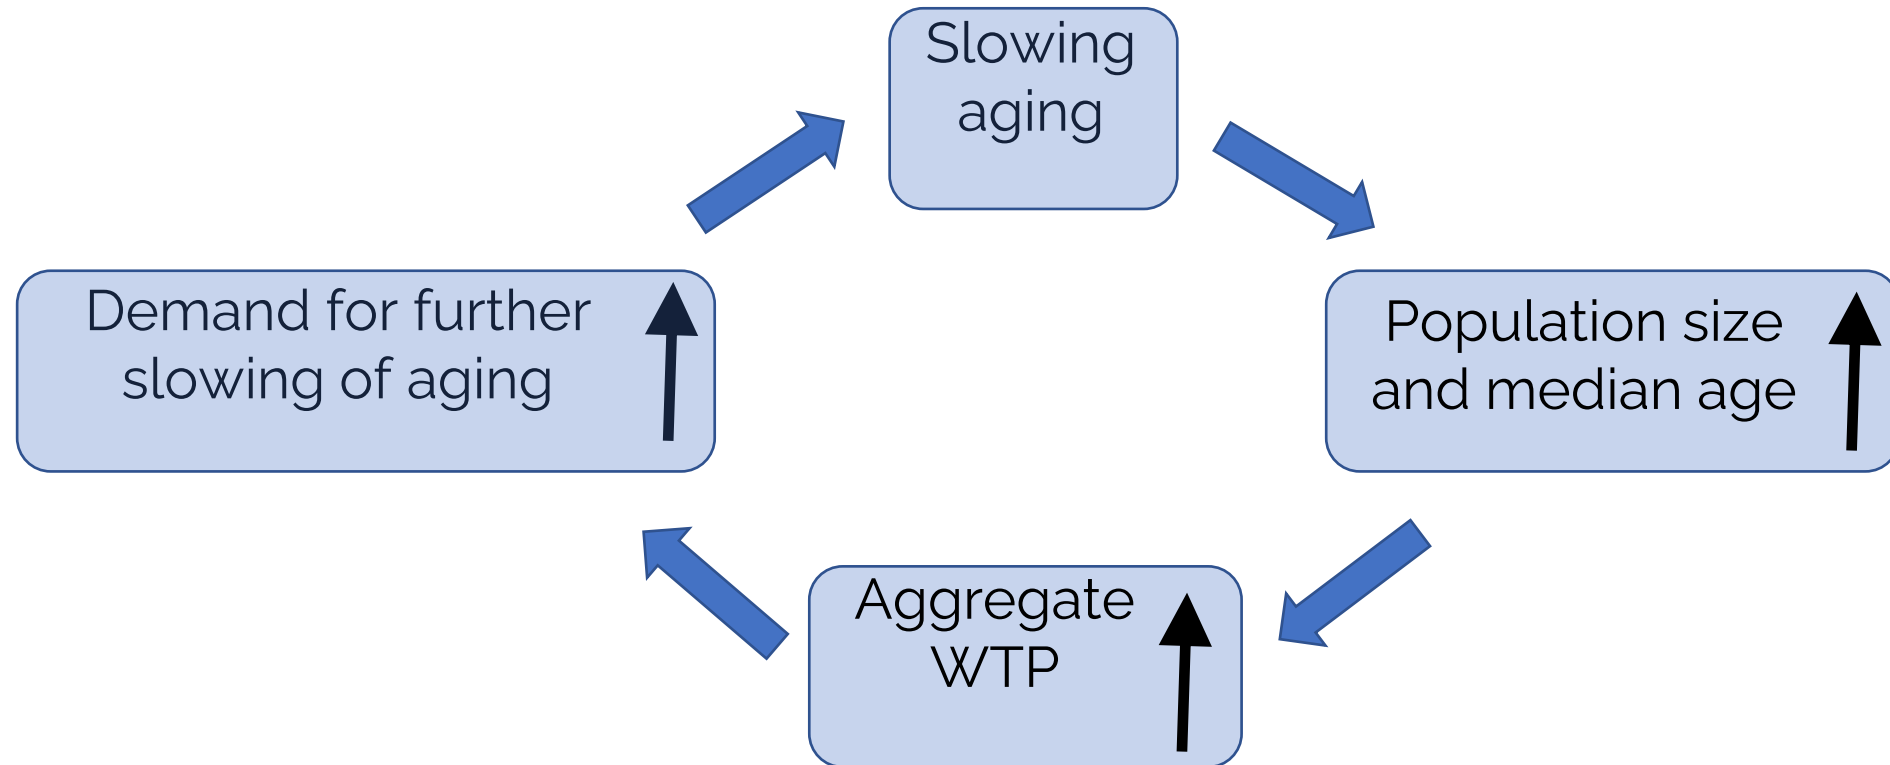 Slowing
aging
Demand for further
slowing of aging
Population size
and median age
Aggregate
WTP